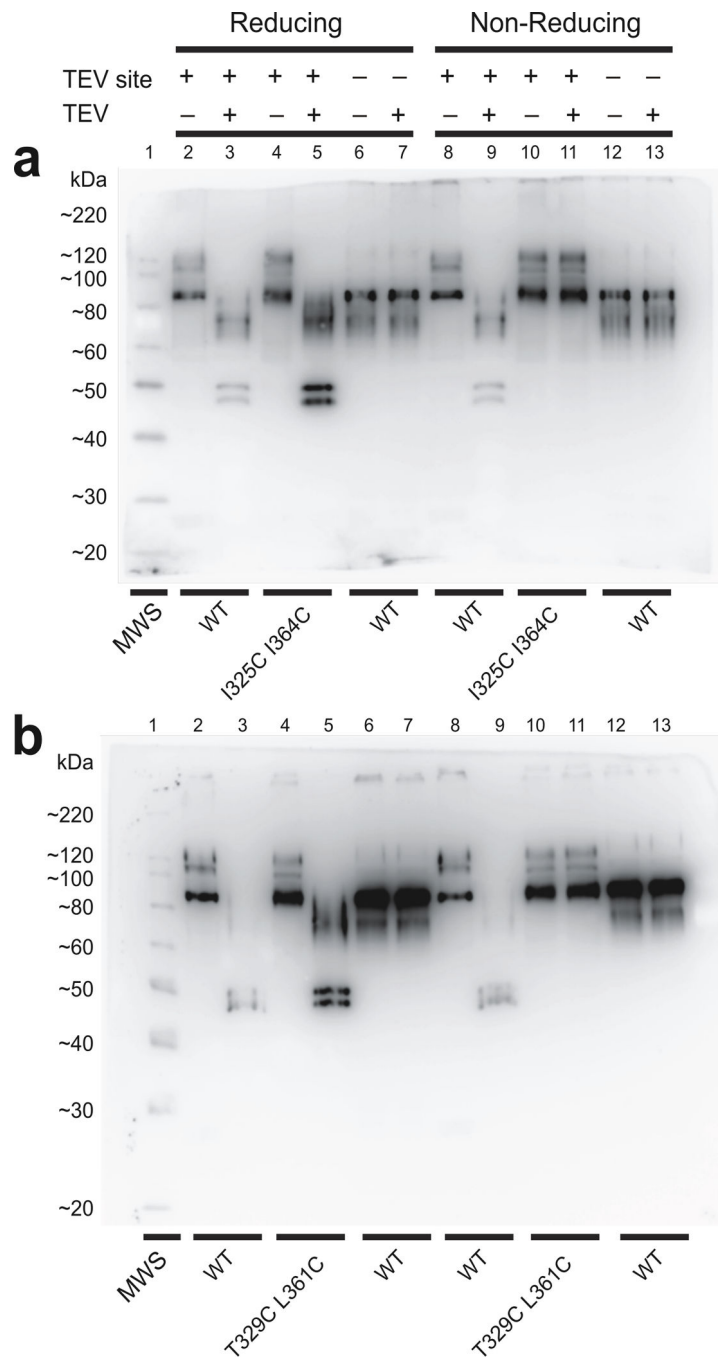 Reducing Non-Reducing
TEV site + + + + – – + + + + – –
TEV – + – + – + – + – + – +
a
1 2 3 4 5 6 7 8 9 10 11 12 13
kDa
~220
~120
~100
~80
~60
~50
~40
~30
~20
MWS WT I325C I364C WT WT I325C I364C WT
b
1 2 3 4 5 6 7 8 9 10 11 12 13
kDa
~220
~120
~100
~80
~60
~50
~40
~30
~20
MWS WT T329C L361C WT WT T329C L361C WT